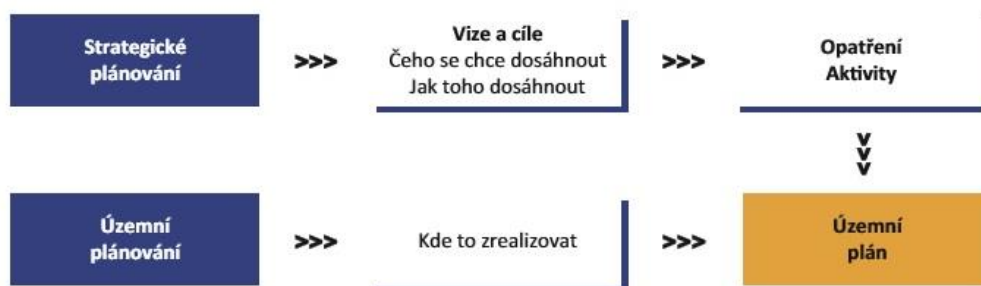 Strategické
plánování
>>>
Vize a cíle
Čeho se chce dosáhnout
Jak toho dosáhnout
>>>
Opatření
Aktivity
>>>
Územní
plánování
>>>
Kde to zrealizovat
>>>
Územní
plán